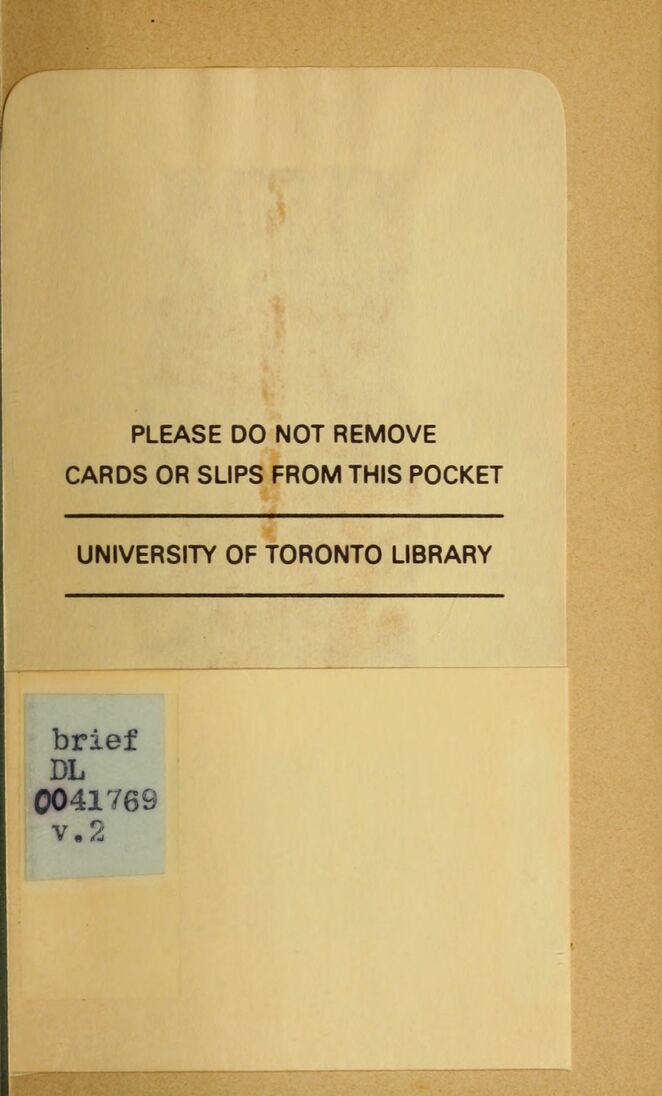 PLEASE DO NOT REMOVE
CARDS OR SLIPS FROM THIS POCKET
UNIVERSITY OF TORONTO LIBRARY
brief
DL
0041769
v.2